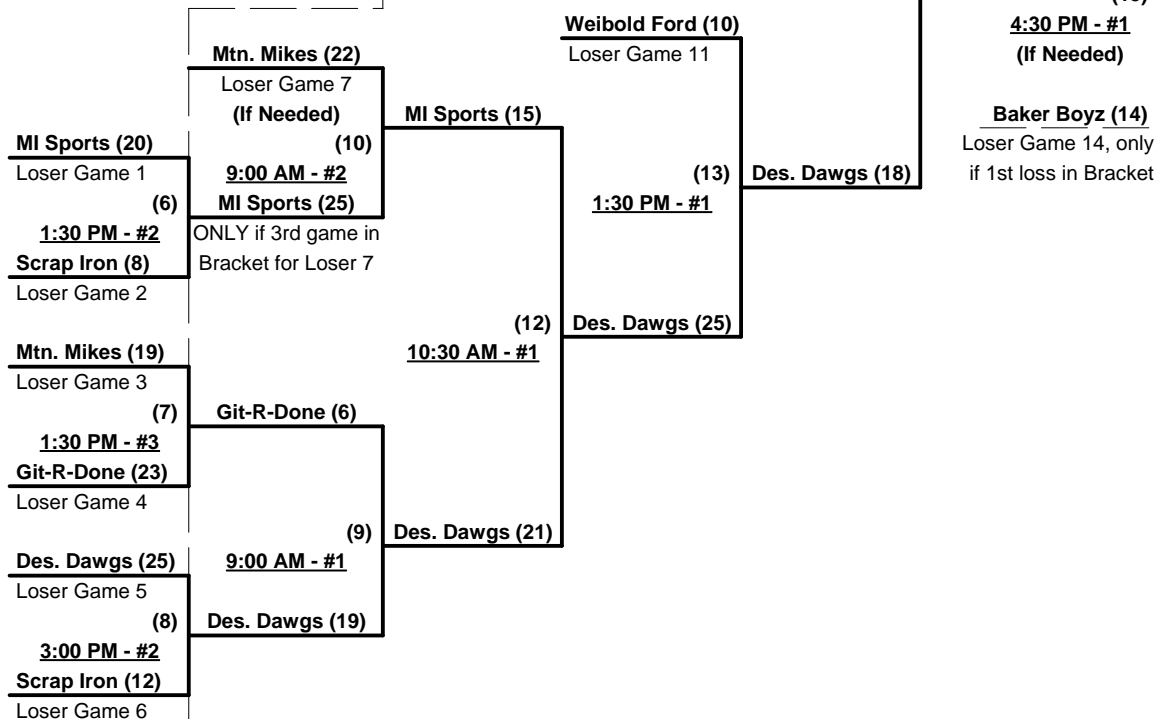 Weibold Ford (10)
4:30 PM - #1
Mtn. Mikes (22)
Loser Game 11
(If Needed)
Loser Game 7
(If Needed)
MI Sports (15)
Baker Boyz (14)
MI Sports (20)
(10)
Loser Game 14, only
Loser Game 1
9:00 AM - #2
(13)
Des. Dawgs (18)
if 1st loss in Bracket
(6)
MI Sports (25)
1:30 PM - #1
1:30 PM - #2
ONLY if 3rd game in
Scrap Iron (8)
Bracket for Loser 7
Loser Game 2
(12)
Des. Dawgs (25)
Mtn. Mikes (19)
10:30 AM - #1
Loser Game 3
(7)
Git-R-Done (6)
1:30 PM - #3
Git-R-Done (23)
Loser Game 4
(9)
Des. Dawgs (21)
Des. Dawgs (25)
9:00 AM - #1
Loser Game 5
(8)
Des. Dawgs (19)
3:00 PM - #2
Scrap Iron (12)
Loser Game 6